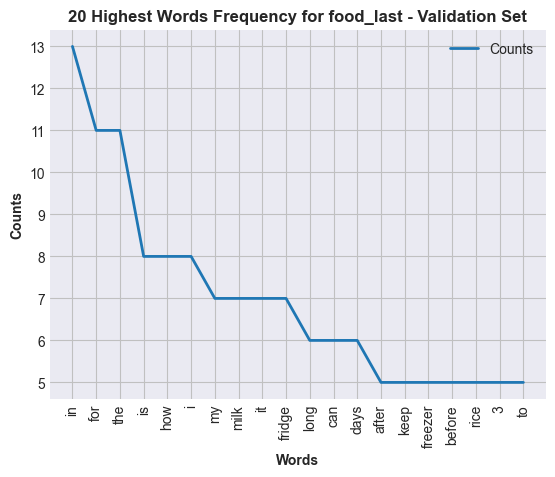 20 Highest Words Frequency for food_last - Validation Set
Counts
13
12
11
10
9
8
7
6
5
Counts
in
for
the
is
how
i
my
milk
it
fridge
long
can
days
after
keep
freezer
before
rice
3
to
Words